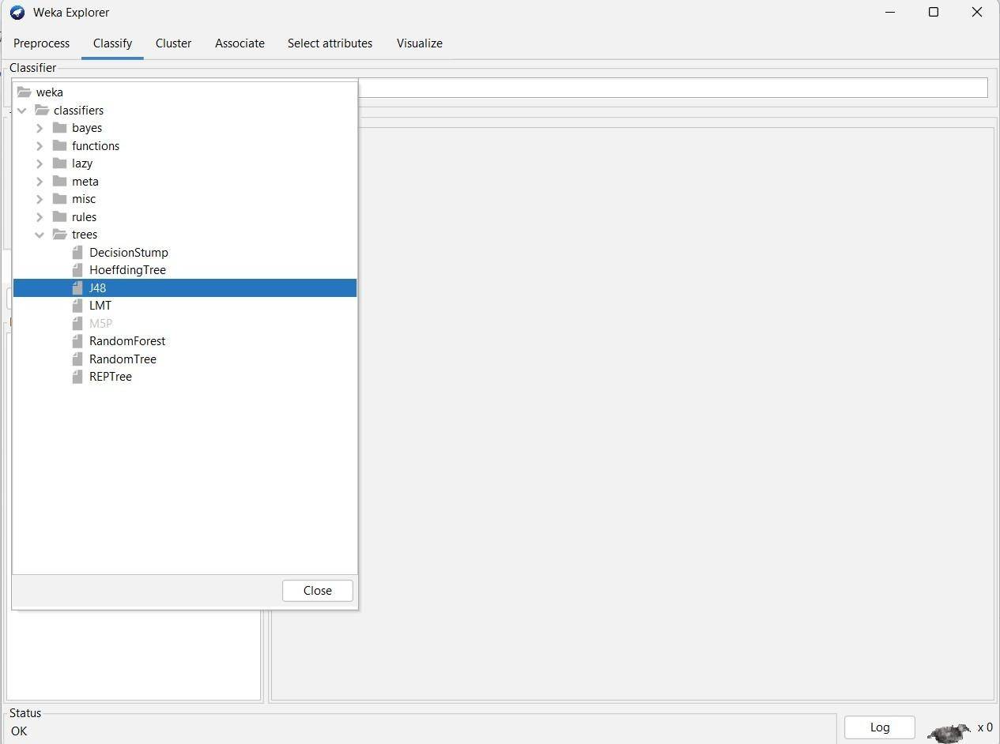 Weka Explorer
Preprocess Classify Cluster Associate Select attributes Visualize
Classifier
weka
classifiers
bayes
functions
lazy
meta
misc
rules
trees
DecisionStump
HoeffdingTree
J48
LMT
M5P
RandomForest
RandomTree
REPTree
Close
Status
OK
Log
x 0